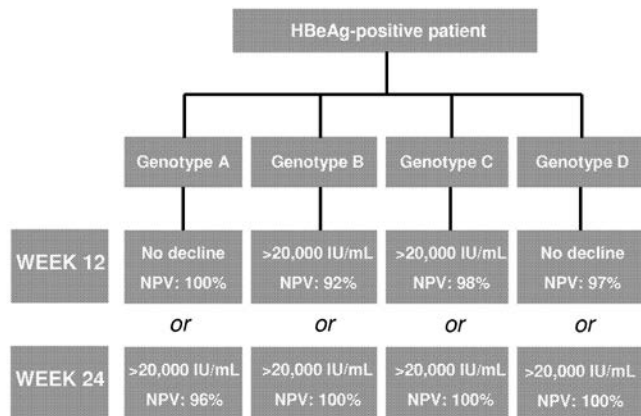 HBeAg-positive patient
Genotype A
Genotype B
Genotype C
Genotype D
WEEK 12
No decline
NPV: 100%
>20,000 IU/mL
NPV: 92%
>20,000 IU/mL
NPV: 98%
No decline
NPV: 97%
or
or
or
or
WEEK 24
>20,000 IU/mL
NPV: 96%
>20,000 IU/mL
NPV: 100%
>20,000 IU/mL
NPV: 100%
>20,000 IU/mL
NPV: 100%